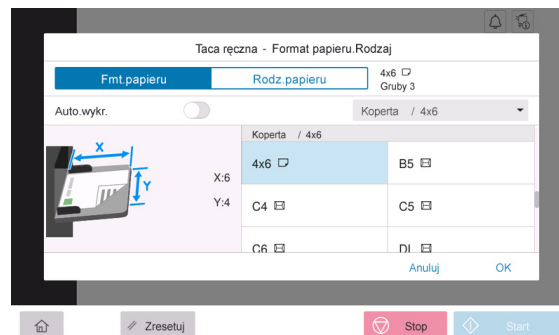 Taca ręczna - Format papieru.Rodzaj
Fmt.papieru
Rodz.papieru
4x6
Gruby 3
Auto.wykr.
Koperta / 4x6
Koperta / 4x6
X
Y
X:6
Y:4
4x6
B5
C4
C5
C6
DL
Anuluj
OK
Zresetuj
Stop
Start